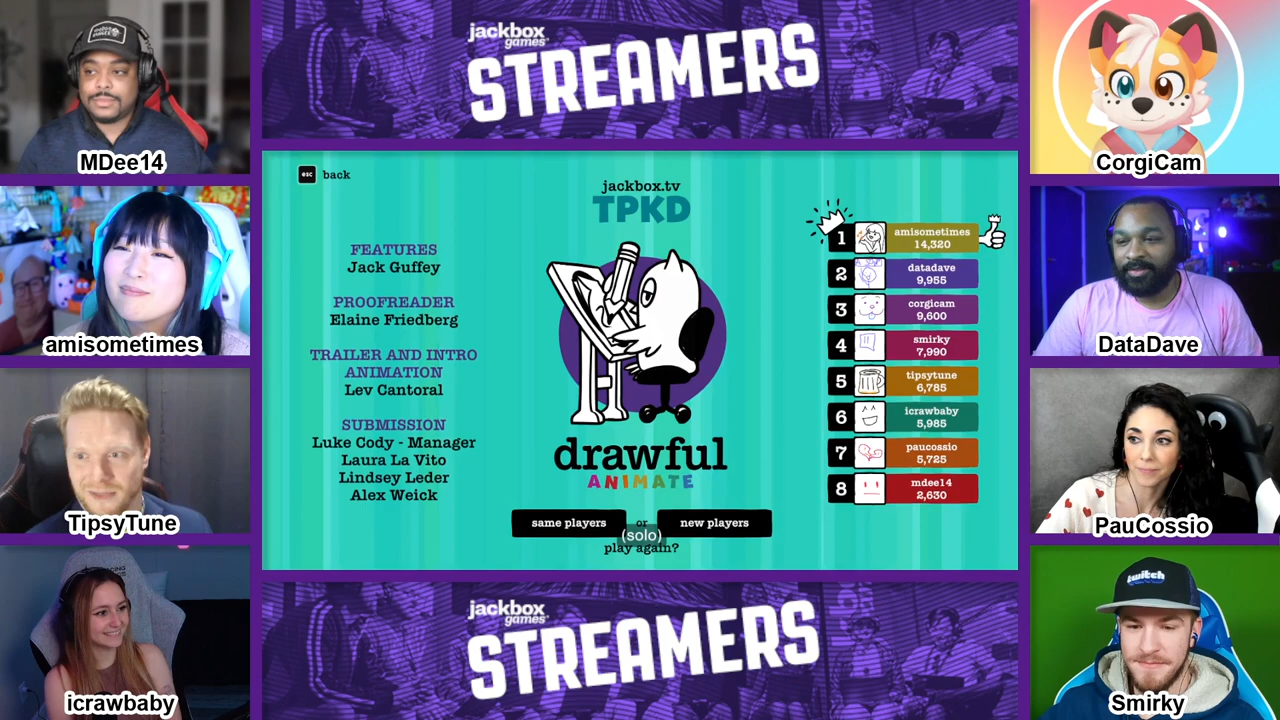 jackbox
games
STREAMERS
MDee14
amisometimes
TipsyTune
icrawbaby
esc back
FEATURES
Jack Guffey
PROOFREADER
Elaine Friedberg
TRAILER AND INTRO
ANIMATION
Lev Cantoral
SUBMISSION
Luke Cody - Manager
Laura La Vito
Lindsey Leder
Alex Weick
jackbox.tv
TPKD
drawful
ANIMATE
same players or new players
(solo)
play again?
1 amisometimes
14,320
2 datadave
9,955
3 corgicam
9,600
4 smirky
7,990
5 tipsytune
6,785
6 icrawbaby
5,985
7 paucossio
5,725
8 mdee14
2,630
CorgiCam
DataDave
PauCossio
twitch
Smirky
jackbox
games
STREAMERS